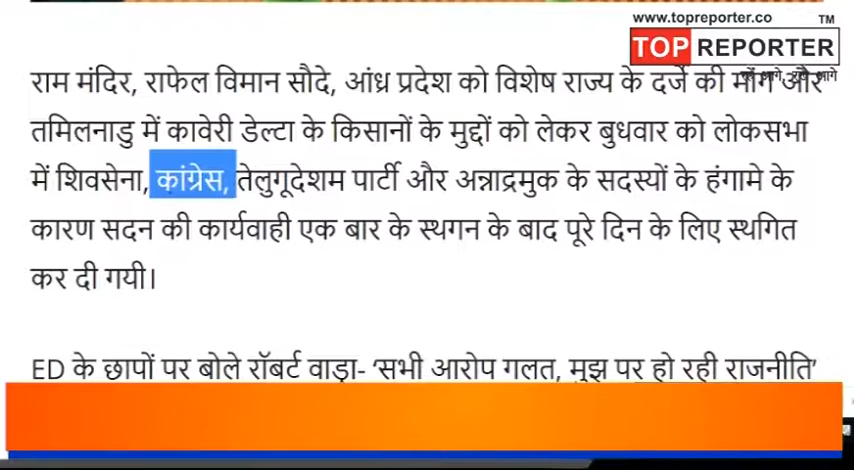 www.topreporter.co
TM
TOP REPORTER
राम मंदिर, राफेल विमान सौदे, आंध्र प्रदेश को विशेष राज्य के दर्जे की मांग और
तमिलनाडु में कावेरी डेल्टा के किसानों के मुद्दों को लेकर बुधवार को लोकसभा
में शिवसेना, कांग्रेस, तेलुगूदेशम पार्टी और अन्नाद्रमुक के सदस्यों के हंगामे के
कारण सदन की कार्यवाही एक बार के स्थगन के बाद पूरे दिन के लिए स्थगित
कर दी गयी।
ED के छापों पर बोले रॉबर्ट वाड्रा- ‘सभी आरोप गलत, मुझ पर हो रही राजनीति’